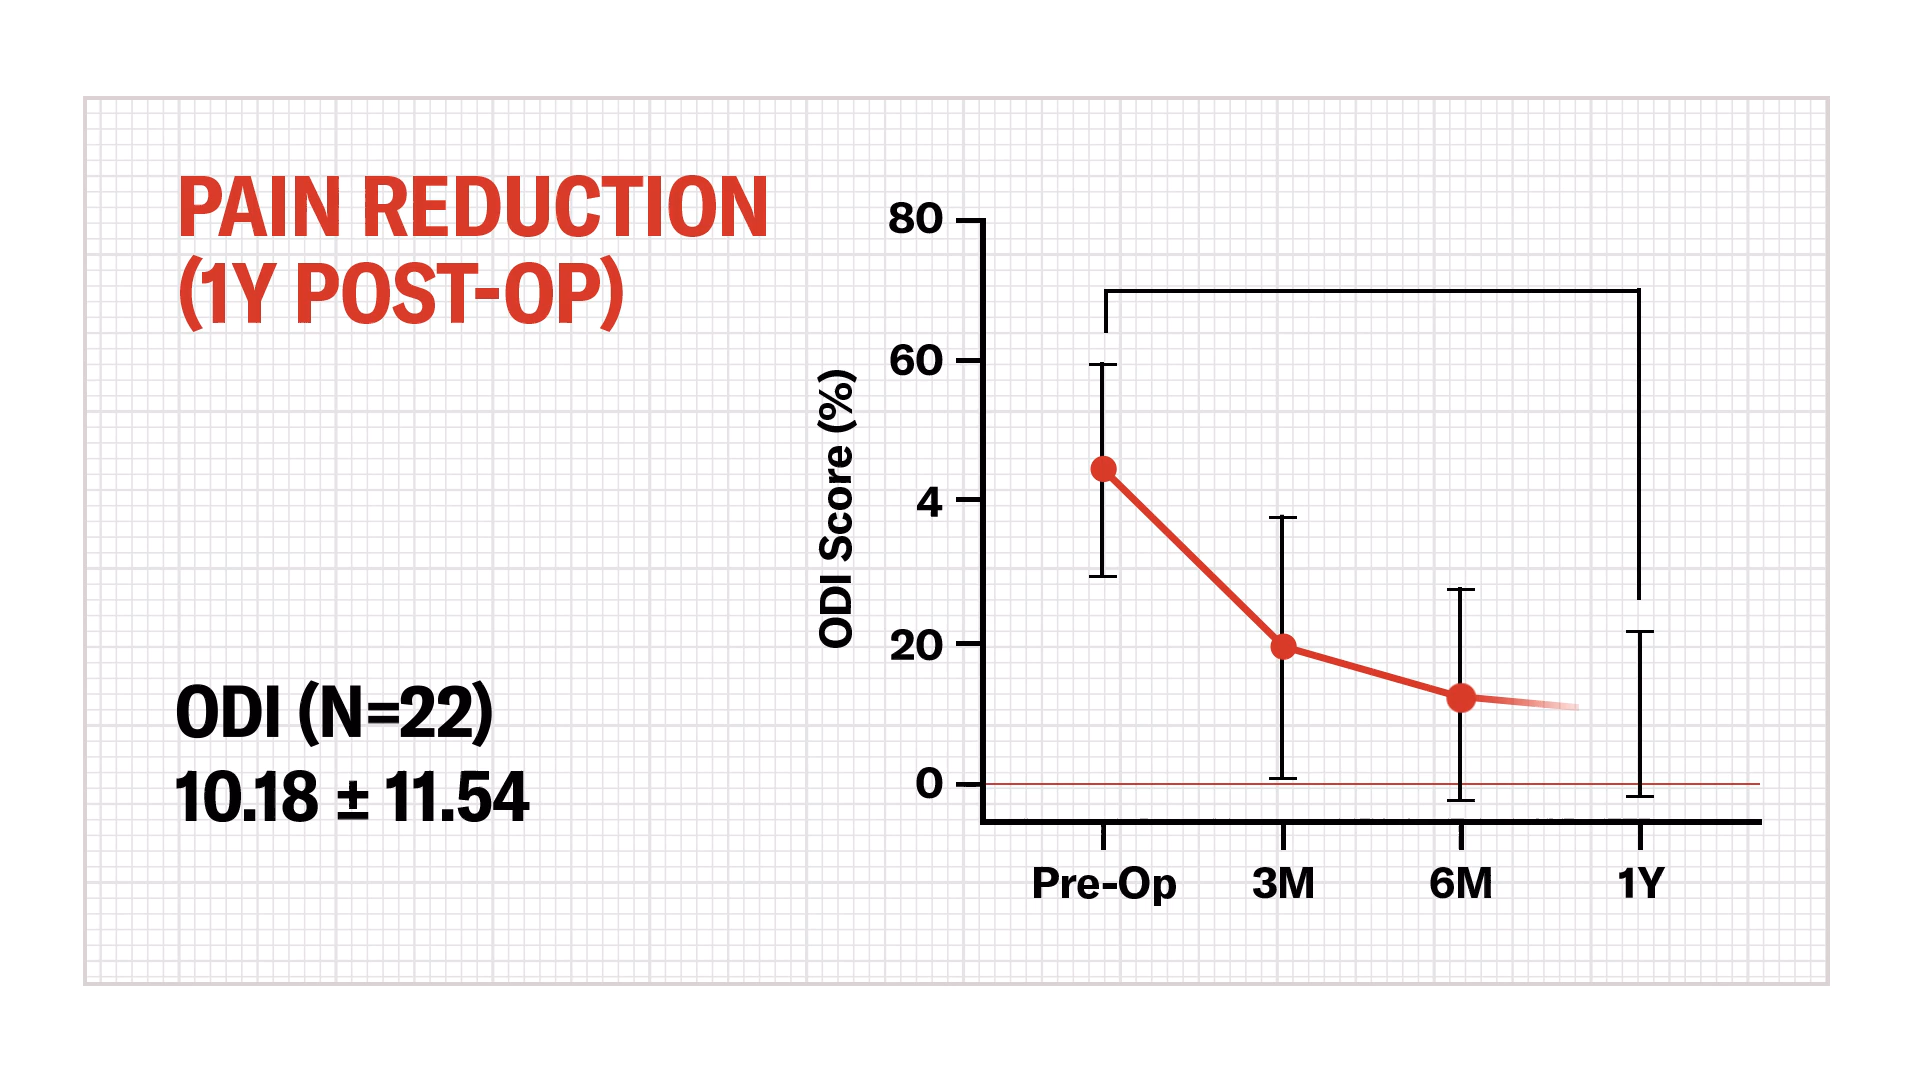 PAIN REDUCTION
(1Y POST-OP)
ODI (N=22)
10.18 ± 11.54
ODI Score (%)
80
60
4
20
0
Pre-Op 3M 6M 1Y